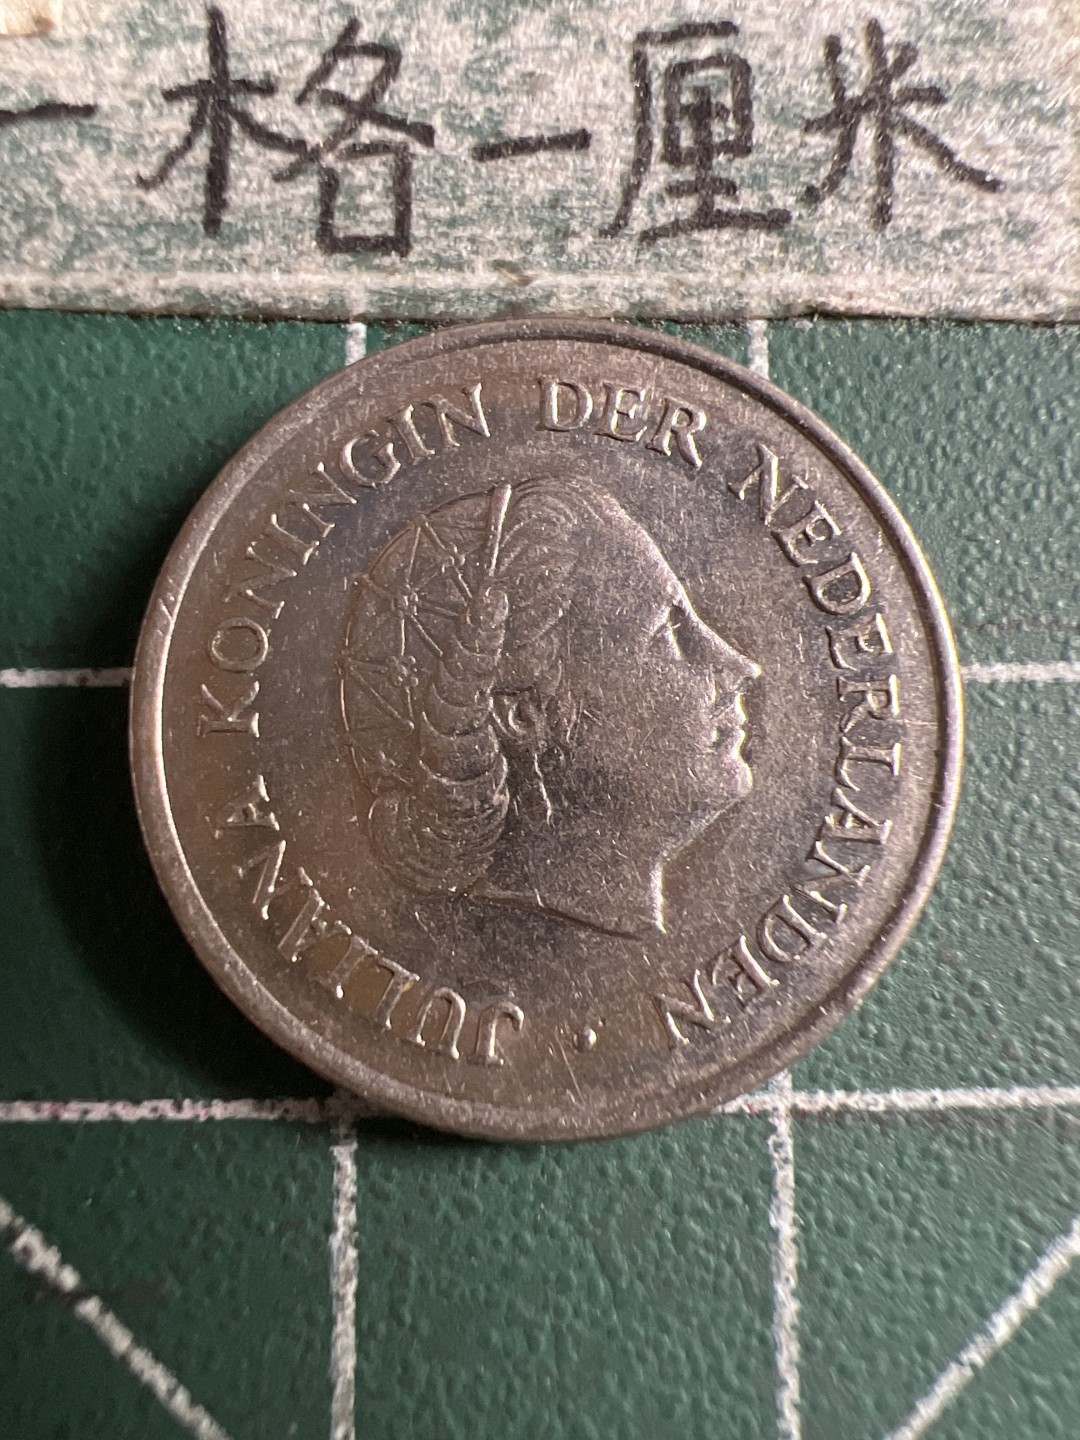 一格一厘米
JULIANA KONINGIN DER NEDERLANDEN ·